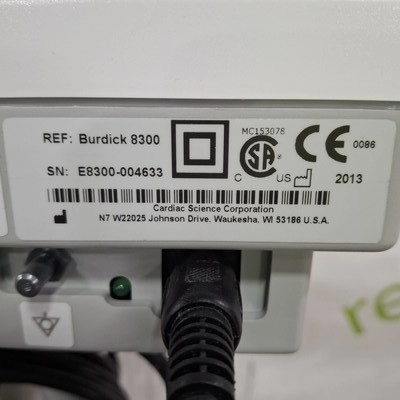 REF: Burdick 8300
MC153078
CSA
®
C US
CE 0086
SN: E8300-004633
2013
Cardiac Science Corporation
N7 W22025 Johnson Drive, Waukesha, WI 53186 U.S.A.
re